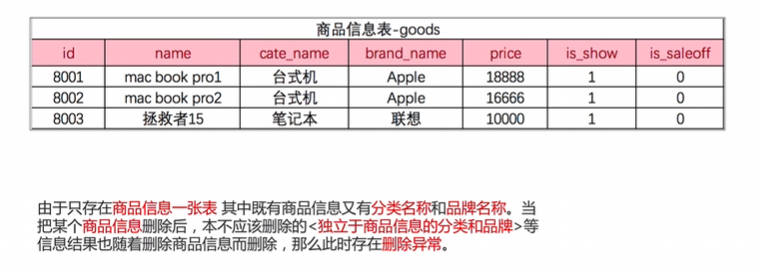 商品信息表-goods
id name cate_name brand_name price is_show is_saleoff
8001 mac book pro1 台式机 Apple 18888 1 0
8002 mac book pro2 台式机 Apple 16666 1 0
8003 拯救者15 笔记本 联想 10000 1 0
由于只存在商品信息一张表 其中既有商品信息又有分类名称和品牌名称。当
把某个商品信息删除后，本不应该删除的<独立于商品信息的分类和品牌>等
信息结果也随着删除商品信息而删除，那么此时存在删除异常。